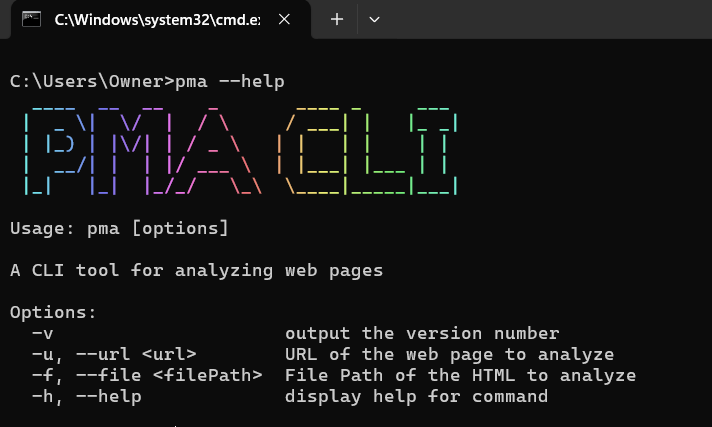 C:\Windows\system32\cmd.e
C:\Users\Owner>pma --help
PMA CLI
Usage: pma [options]
A CLI tool for analyzing web pages
Options:
-v output the version number
-u, --url <url> URL of the web page to analyze
-f, --file <filePath> File Path of the HTML to analyze
-h, --help display help for command